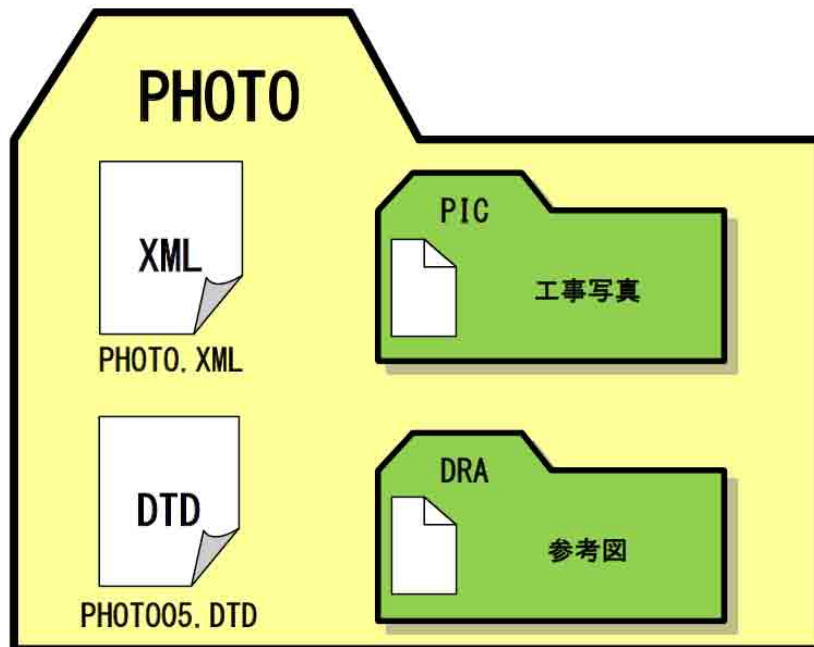 PHOTO
XML
PHOTO.XML
PIC
工事写真
DTD
PHOTO05.DTD
DRA
参考図